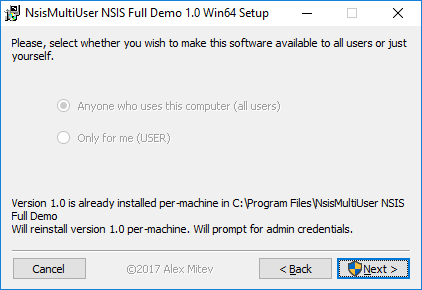 NsisMultiUser NSIS Full Demo 1.0 Win64 Setup
Please, select whether you wish to make this software available to all users or just
yourself.
Anyone who uses this computer (all users)
Only for me (USER)
Version 1.0 is already installed per-machine in C:\Program Files\NsisMultiUser NSIS
Full Demo
Will reinstall version 1.0 per-machine. Will prompt for admin credentials.
Cancel
©2017 Alex Mitev
< Back
Next >